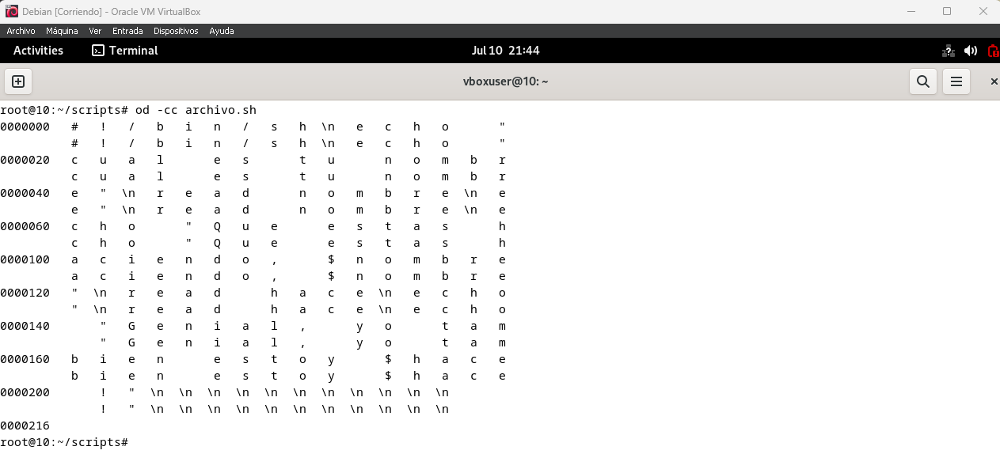 Debian [Corriendo] - Oracle VM VirtualBox
Archivo Máquina Ver Entrada Dispositivos Ayuda
Activities Terminal Jul 10 21:44
vboxuser@10: ~
root@10:~/scripts# od -cc archivo.sh
0000000   #   !   /   b   i   n   /   s   h  \n   e   c   h   o       "
          #   !   /   b   i   n   /   s   h  \n   e   c   h   o       "
0000020   c   u   a   l       e   s       t   u       n   o   m   b   r
          c   u   a   l       e   s       t   u       n   o   m   b   r
0000040   e   "  \n   r   e   a   d       n   o   m   b   r   e  \n   e
          e   "  \n   r   e   a   d       n   o   m   b   r   e  \n   e
0000060   c   h   o       "   Q   u   e       e   s   t   a   s       h
          c   h   o       "   Q   u   e       e   s   t   a   s       h
0000100   a   c   i   e   n   d   o   ,       $   n   o   m   b   r   e
          a   c   i   e   n   d   o   ,       $   n   o   m   b   r   e
0000120   "  \n   r   e   a   d       h   a   c   e  \n   e   c   h   o
          "  \n   r   e   a   d       h   a   c   e  \n   e   c   h   o
0000140       "   G   e   n   i   a   l   ,       y   o       t   a   m
              "   G   e   n   i   a   l   ,       y   o       t   a   m
0000160   b   i   e   n       e   s   t   o   y       $   h   a   c   e
          b   i   e   n       e   s   t   o   y       $   h   a   c   e
0000200       !   "  \n  \n  \n  \n  \n  \n  \n  \n  \n  \n  \n
              !   "  \n  \n  \n  \n  \n  \n  \n  \n  \n  \n  \n
0000216
root@10:~/scripts#